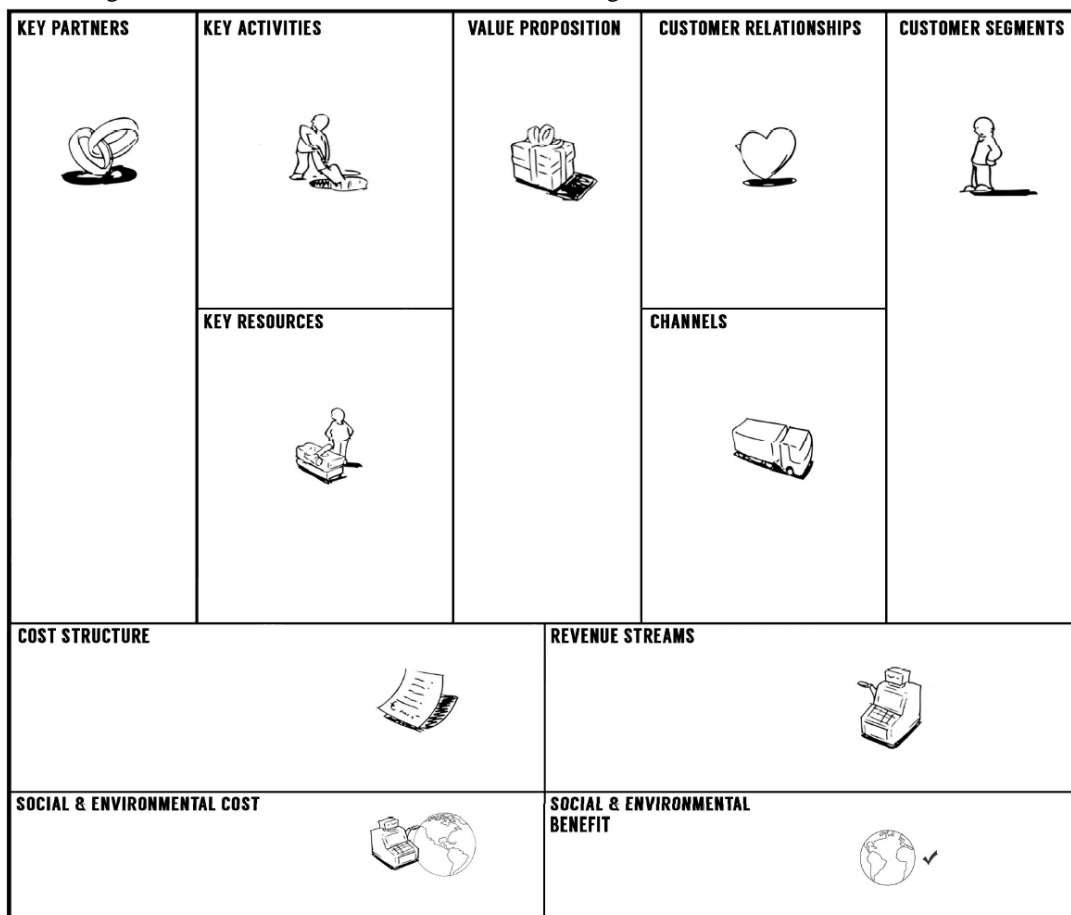 KEY PARTNERS
KEY ACTIVITIES
VALUE PROPOSITION
CUSTOMER RELATIONSHIPS
CUSTOMER SEGMENTS
KEY RESOURCES
CHANNELS
COST STRUCTURE
REVENUE STREAMS
SOCIAL & ENVIRONMENTAL COST
SOCIAL & ENVIRONMENTAL
BENEFIT